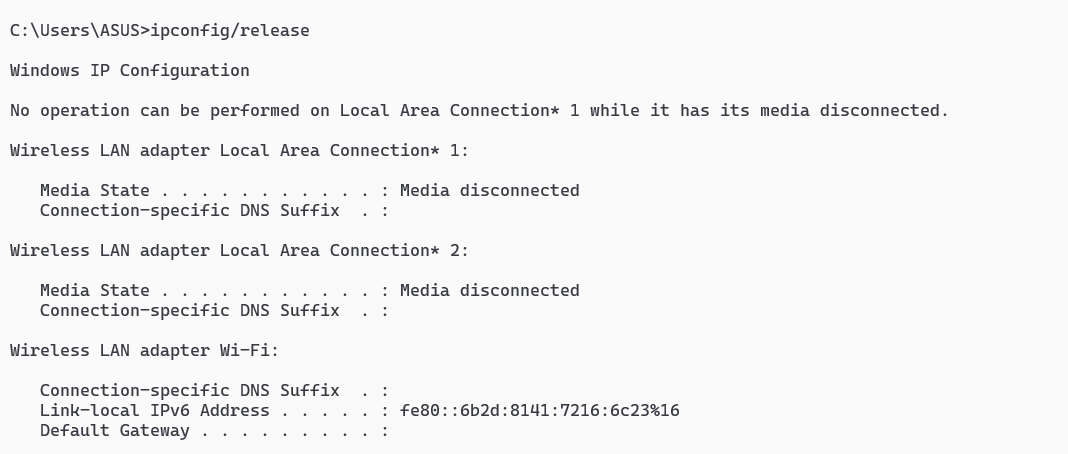 C:\Users\ASUS>ipconfig/release
Windows IP Configuration
No operation can be performed on Local Area Connection* 1 while it has its media disconnected.
Wireless LAN adapter Local Area Connection* 1:
   Media State . . . . . . . . . . . : Media disconnected
   Connection-specific DNS Suffix  . :
Wireless LAN adapter Local Area Connection* 2:
   Media State . . . . . . . . . . . : Media disconnected
   Connection-specific DNS Suffix  . :
Wireless LAN adapter Wi-Fi:
   Connection-specific DNS Suffix  . :
   Link-local IPv6 Address . . . . . : fe80::6b2d:8141:7216:6c23%16
   Default Gateway . . . . . . . . . :